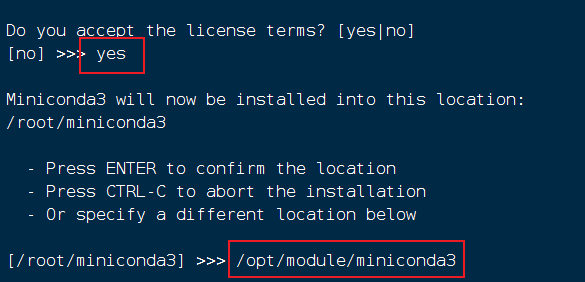 Do you accept the license terms? [yes|no]
[no] >>> yes
Miniconda3 will now be installed into this location:
/root/miniconda3
- Press ENTER to confirm the location
- Press CTRL-C to abort the installation
- Or specify a different location below
[/root/miniconda3] >>> /opt/module/miniconda3